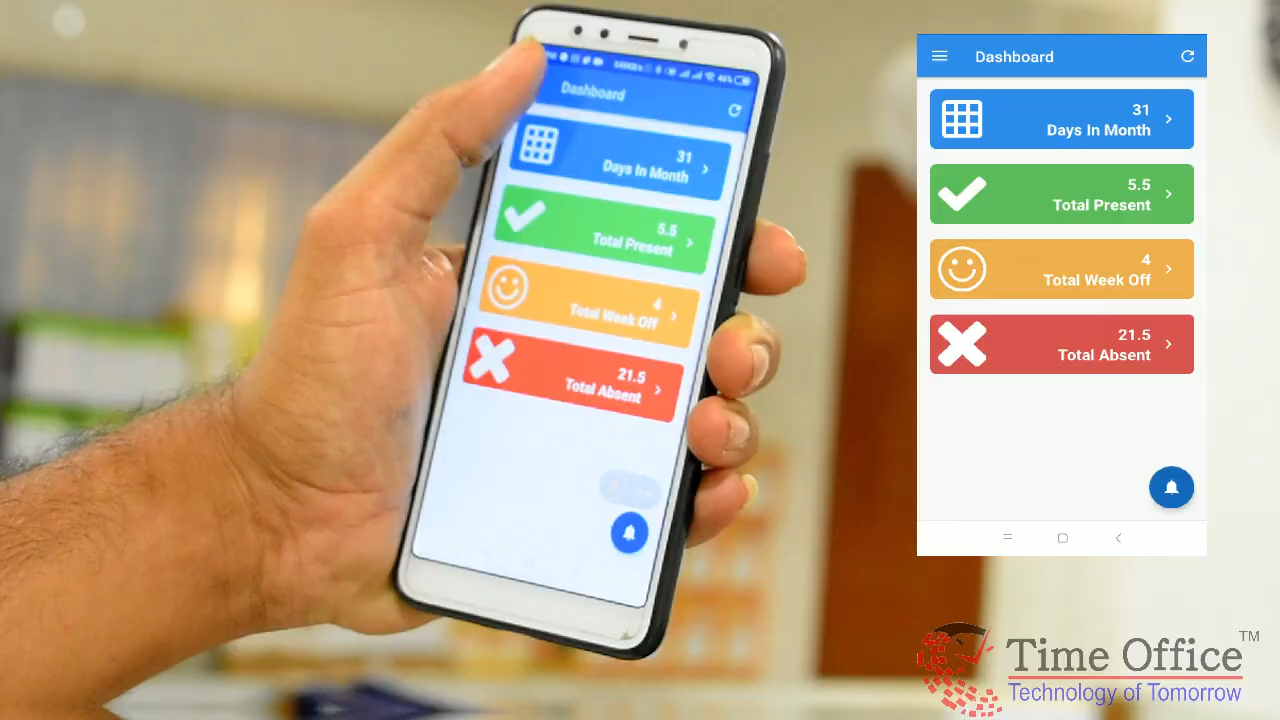 Dashboard
31
Days In Month
5.5
Total Present
4
Total Week Off
21.5
Total Absent
Dashboard
31
Days In Month
5.5
Total Present
4
Total Week Off
21.5
Total Absent
Time Office™
Technology of Tomorrow